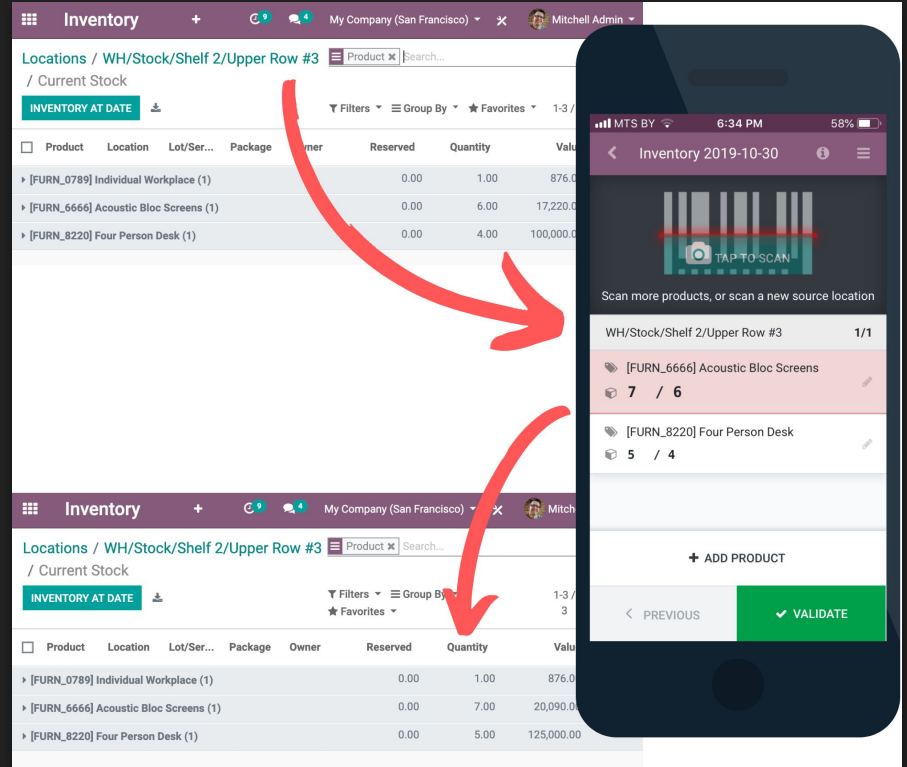 Inventory + 9 4 My Company (San Francisco) Mitchell Admin
Locations / WH/Stock/Shelf 2/Upper Row #3 Product × Search...
/ Current Stock
INVENTORY AT DATE Filters Group By Favorites 1-3 /
Product Location Lot/Ser... Package Reserved Quantity
[FURN_0789] Individual Workplace (1) 0.00 1.00 876.0
[FURN_6666] Acoustic Bloc Screens (1) 0.00 6.00 17,220.0
[FURN_8220] Four Person Desk (1) 0.00 4.00 100,000.0
MTS BY 6:34 PM 58%
Inventory 2019-10-30
TAP TO SCAN
Scan more products, or scan a new source location
WH/Stock/Shelf 2/Upper Row #3 1/1
[FURN_6666] Acoustic Bloc Screens
7 / 6
[FURN_8220] Four Person Desk
5 / 4
+ ADD PRODUCT
PREVIOUS VALIDATE
Inventory + 9 4 My Company (San Francisco)
Locations / WH/Stock/Shelf 2/Upper Row #3 Product × Search...
/ Current Stock
INVENTORY AT DATE Filters Group By 1-3 /
Favorites 3
Product Location Lot/Ser... Package Owner Reserved Quantity
[FURN_0789] Individual Workplace (1) 0.00 1.00 876.0
[FURN_6666] Acoustic Bloc Screens (1) 0.00 7.00 20,090.0
[FURN_8220] Four Person Desk (1) 0.00 5.00 125,000.00